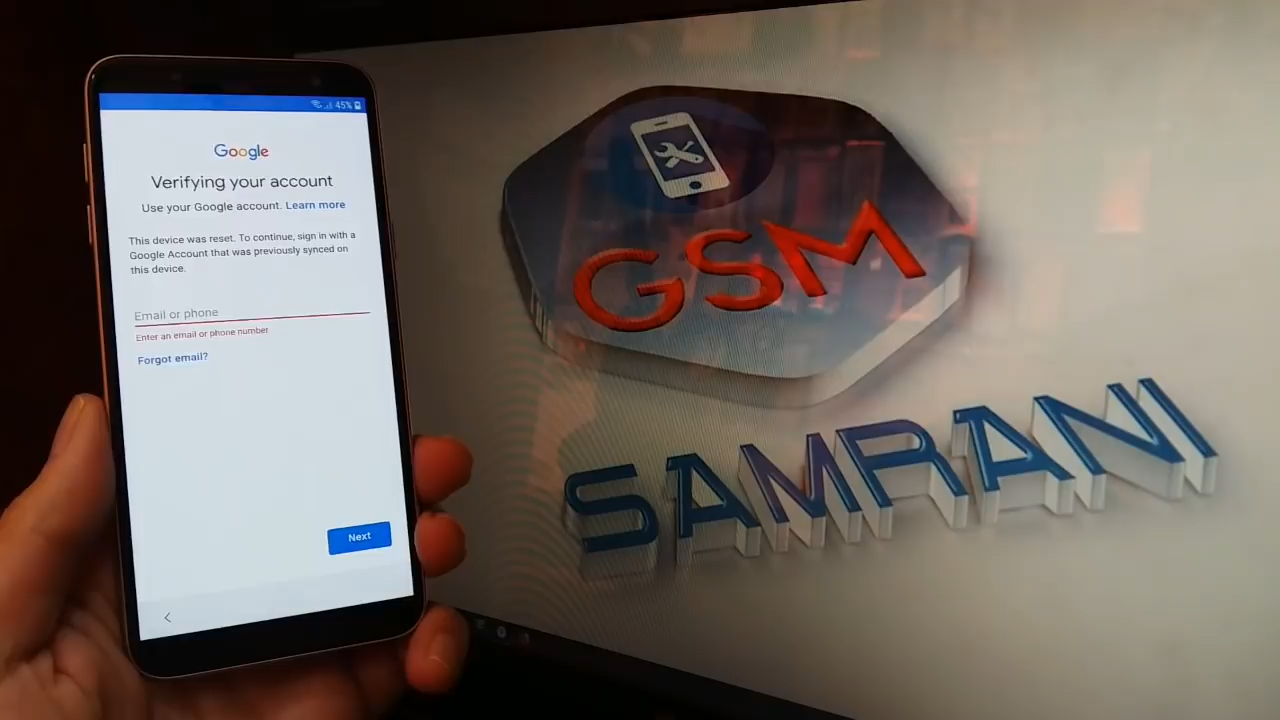 45%
Google
Verifying your account
Use your Google account. Learn more
This device was reset. To continue, sign in with a
Google Account that was previously synced on
this device.
Email or phone
Enter an email or phone number
Forgot email?
Next
GSM
SAMRANI